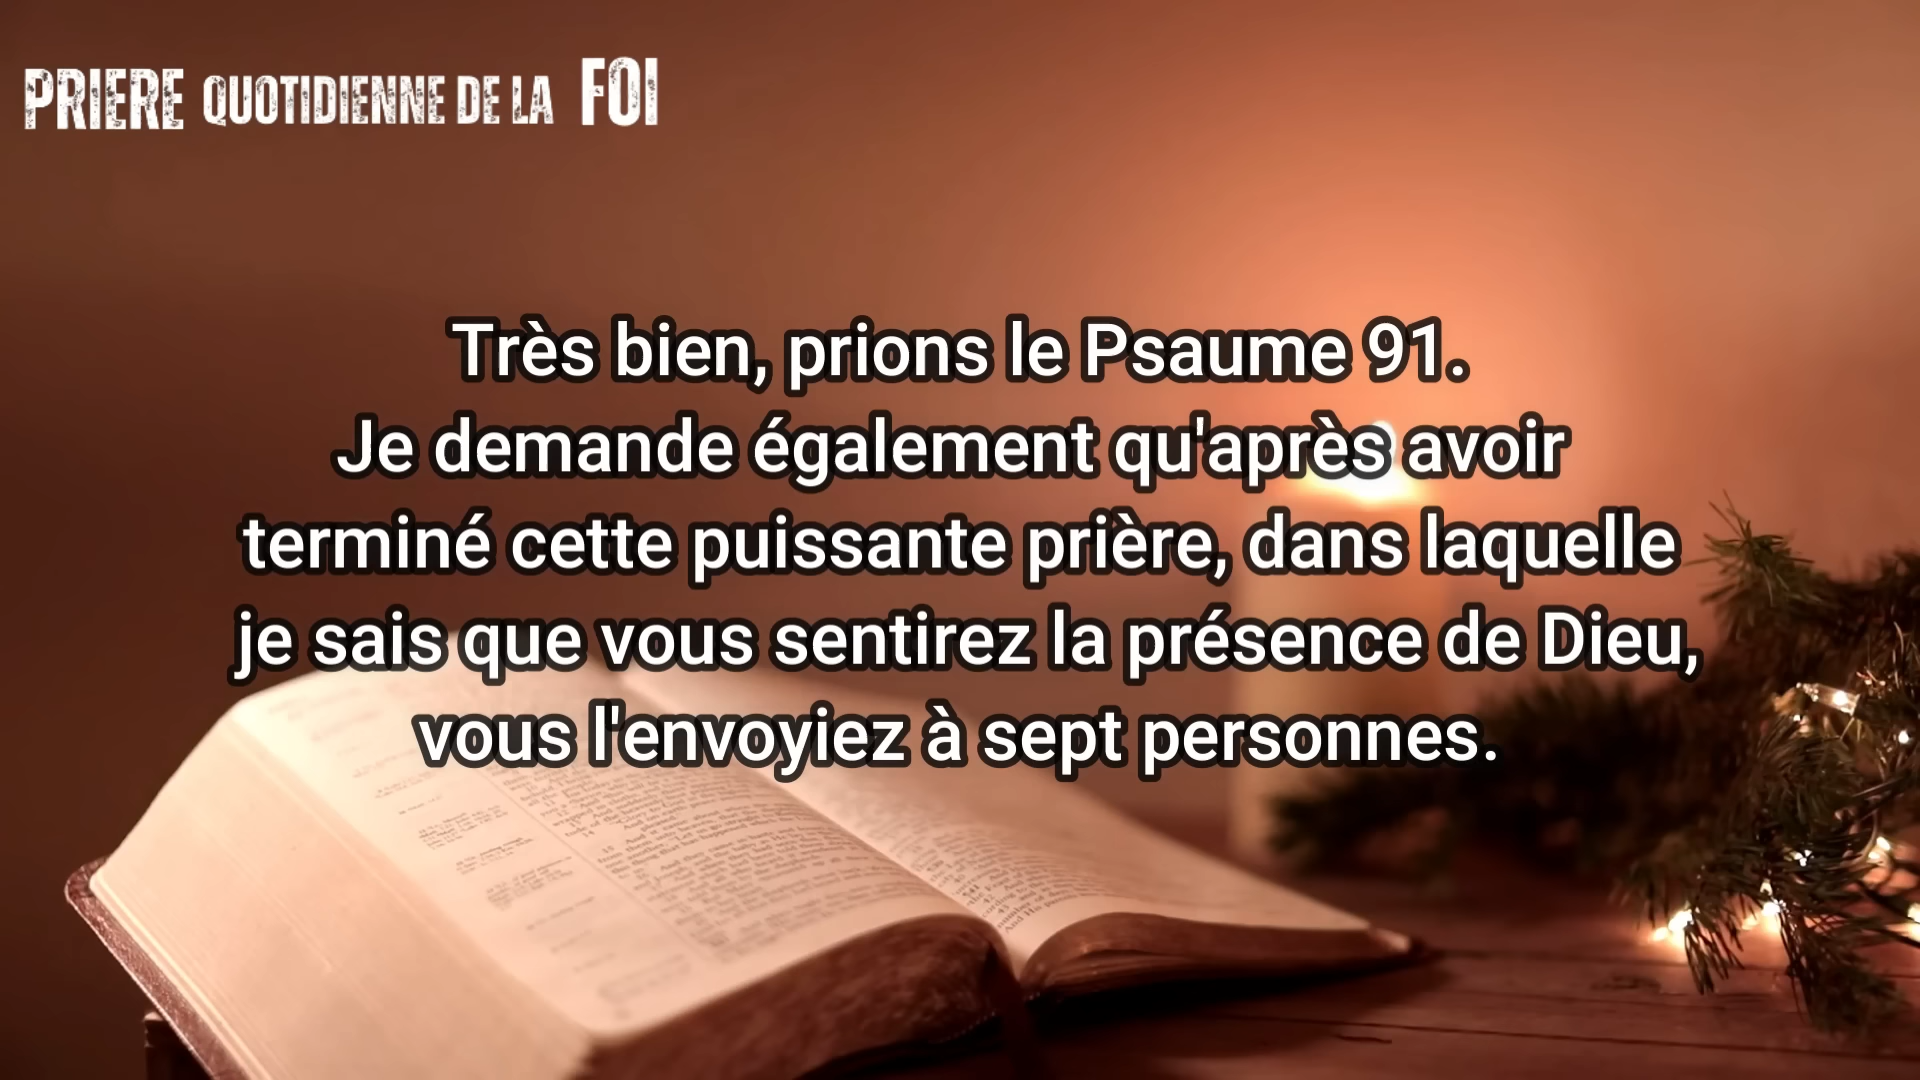 PRIERE QUOTIDIENNE DE LA FOI
Très bien, prions le Psaume 91.
Je demande également qu'après avoir
terminé cette puissante prière, dans laquelle
je sais que vous sentirez la présence de Dieu,
vous l'envoyiez à sept personnes.